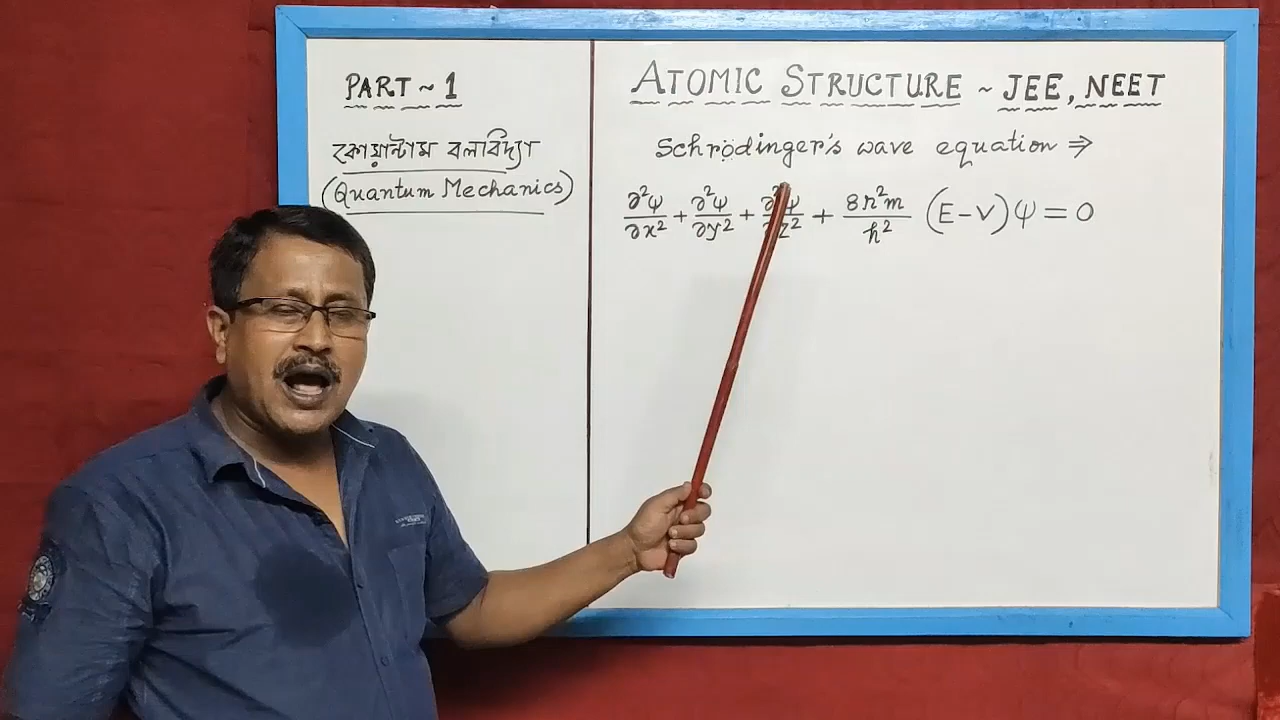 PART ~ 1
কোয়ান্টাম বলবিদ্যা
(Quantum Mechanics)
ATOMIC STRUCTURE ~ JEE, NEET
Schrödinger's wave equation ⇒
∂²ψ/∂x² + ∂²ψ/∂y² + ∂²ψ/∂z² + 8π²m/h² (E-V)ψ = 0